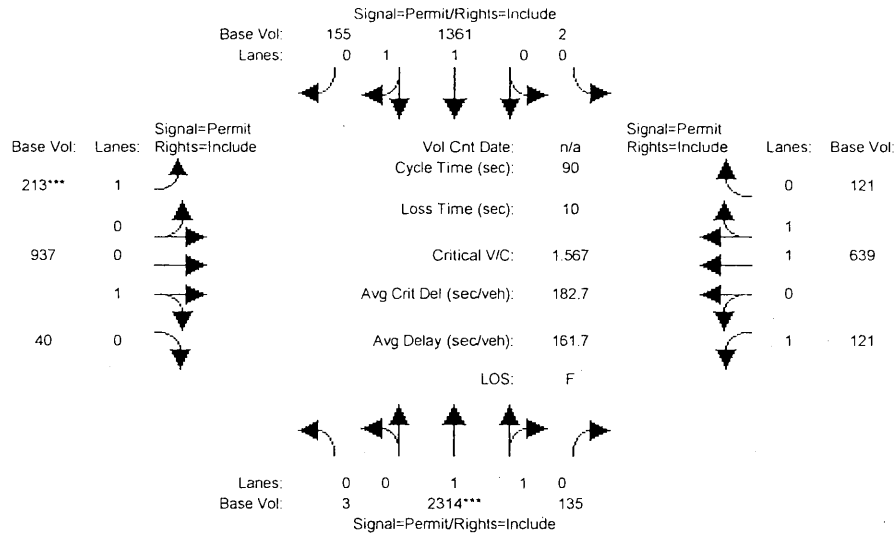 Signal=Permit/Rights=Include
Base Vol: 155 1361 2
Lanes: 0 1 1 0 0
Signal=Permit Signal=Permit
Base Vol: Lanes: Rights=Include Vol Cnt Date: n/a Rights=Include Lanes: Base Vol:
Cycle Time (sec): 90
213*** 1 0 121
Loss Time (sec): 10
0 1
937 0 Critical V/C: 1.567 1 639
1 Avg Crit Del (sec/veh): 182.7 0
40 0 Avg Delay (sec/veh): 161.7 1 121
LOS: F
Lanes: 0 0 1 1 0
Base Vol: 3 2314*** 135
Signal=Permit/Rights=Include